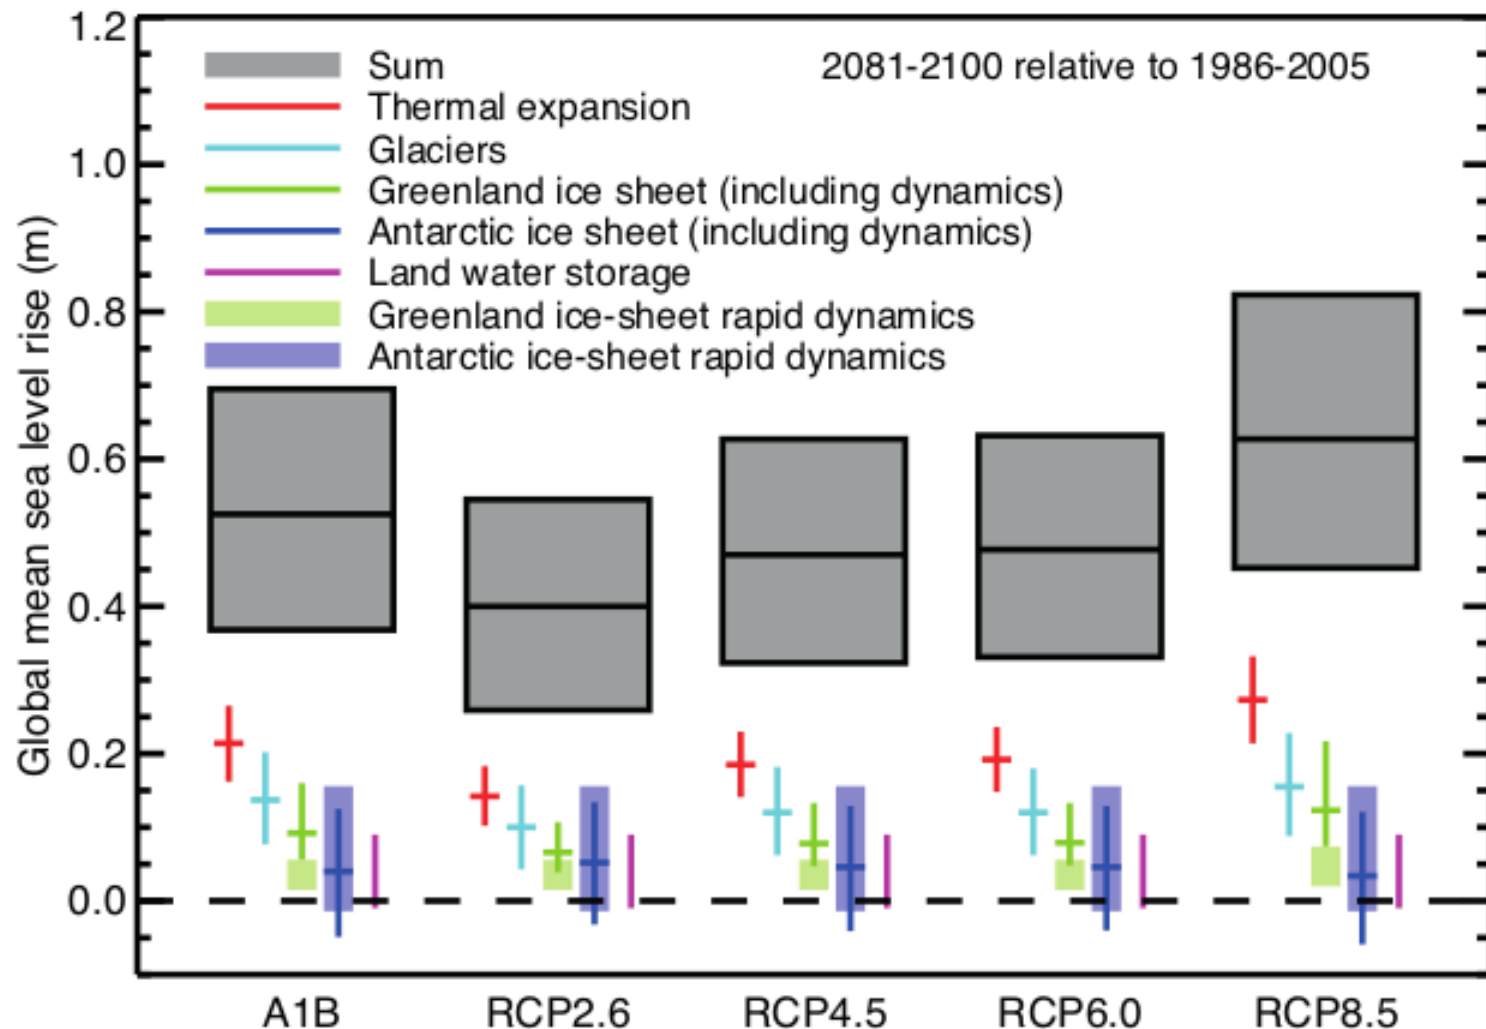 1.2
Sum
2081-2100 relative to 1986-2005
Thermal expansion
Glaciers
1.0
Greenland ice sheet (including dynamics)
Antarctic ice sheet (including dynamics)
Land water storage
0.8
Greenland ice-sheet rapid dynamics
Antarctic ice-sheet rapid dynamics
Global mean sea level rise (m)
0.6
0.4
0.2
0.0
A1B RCP2.6 RCP4.5 RCP6.0 RCP8.5